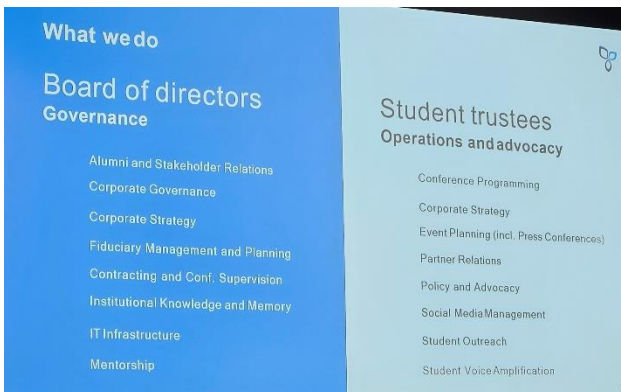 What we do
Board of directors
Governance
Alumni and Stakeholder Relations
Corporate Governance
Corporate Strategy
Fiduciary Management and Planning
Contracting and Conf. Supervision
Institutional Knowledge and Memory
IT Infrastructure
Mentorship
Student trustees
Operations and advocacy
Conference Programming
Corporate Strategy
Event Planning (incl. Press Conferences)
Partner Relations
Policy and Advocacy
Social Media Management
Student Outreach
Student Voice Amplification